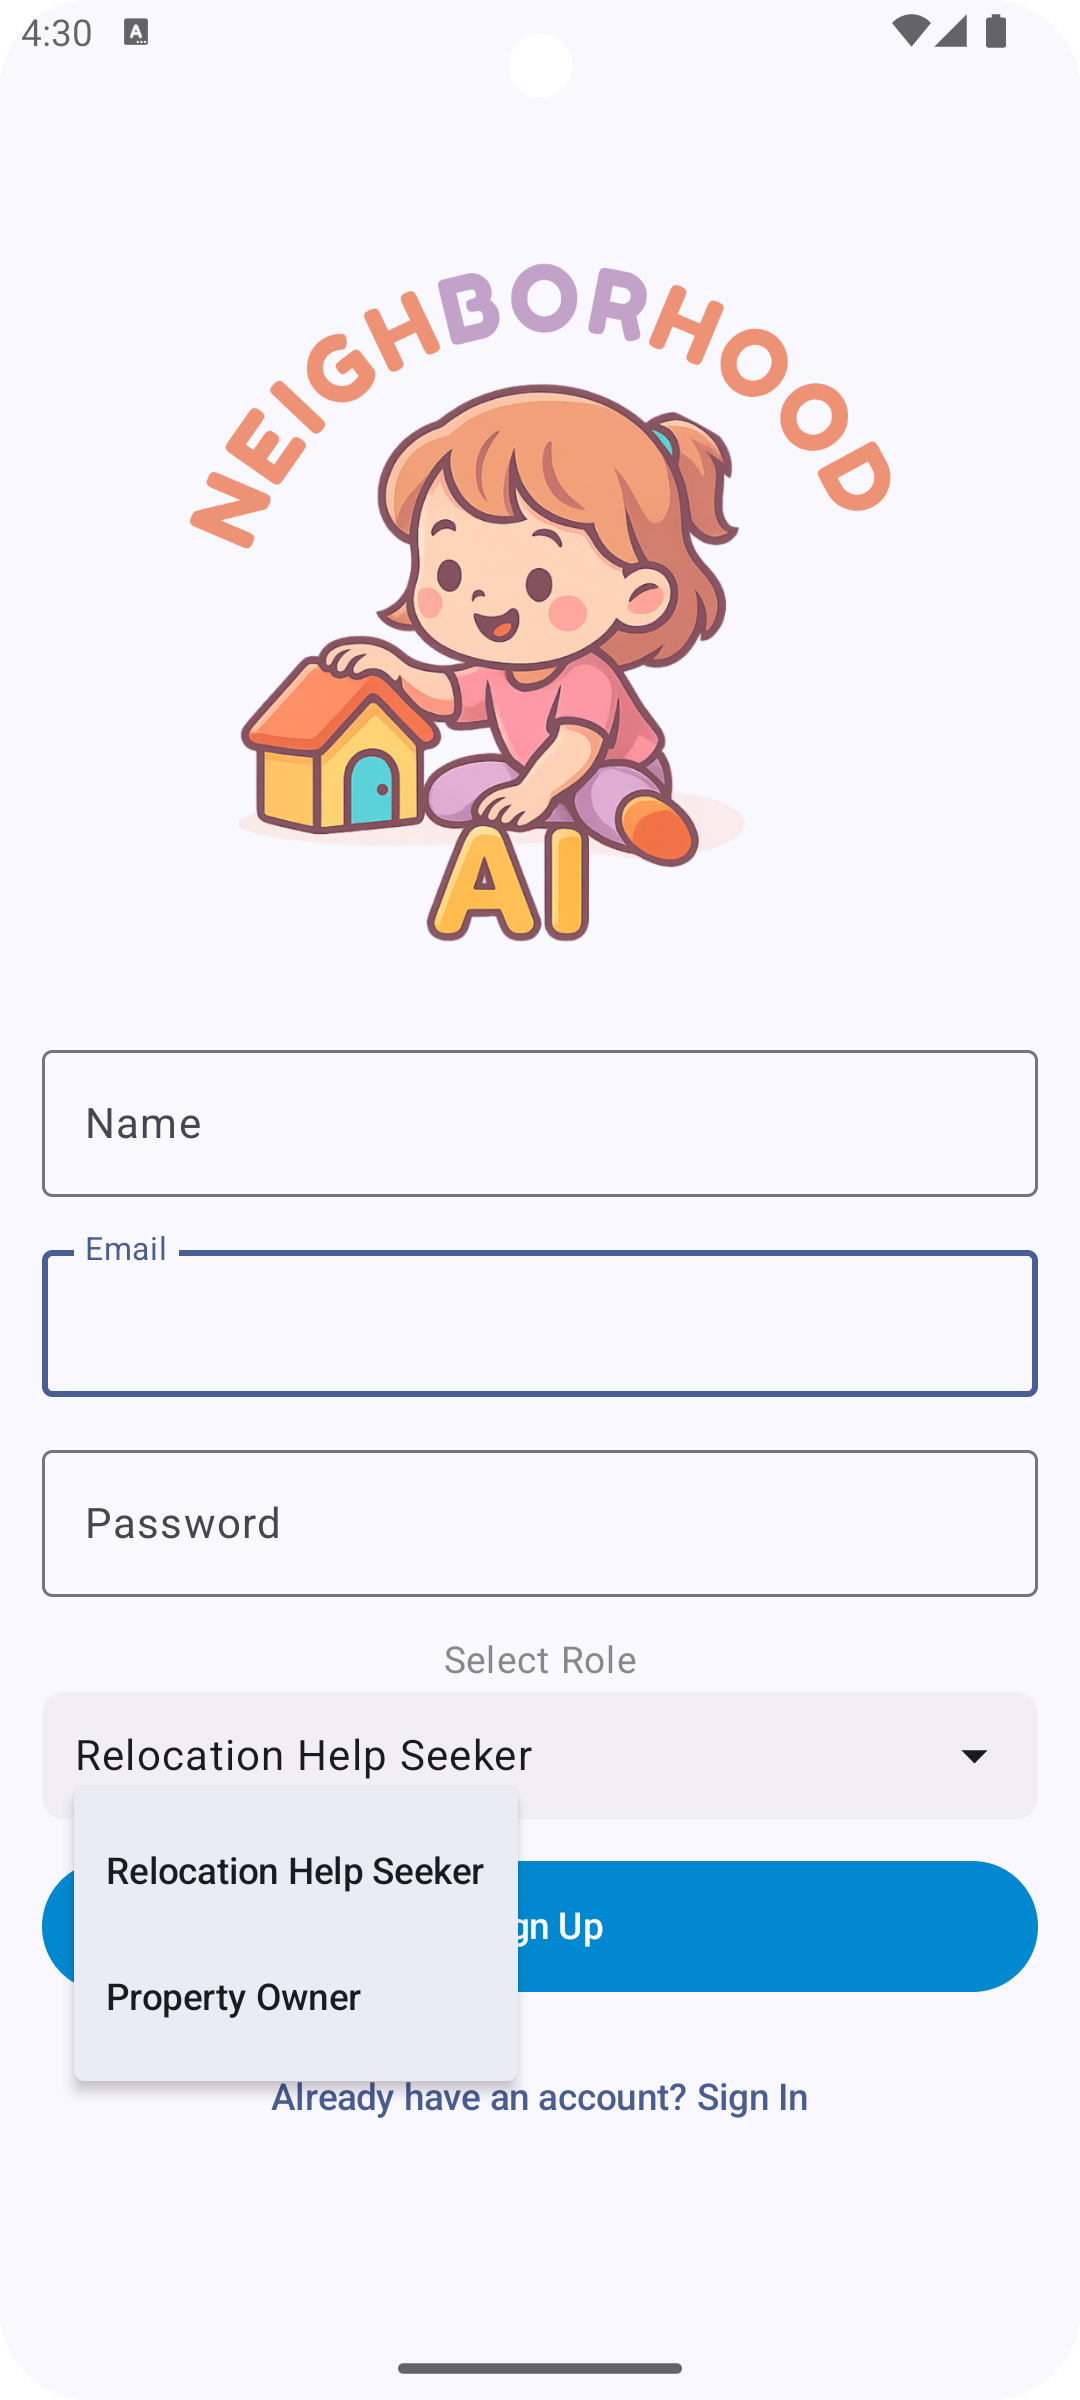 4:30
NEIGHBORHOOD
AI
Name
Email
Password
Select Role
Relocation Help Seeker
Relocation Help Seeker
gn Up
Property Owner
Already have an account? Sign In